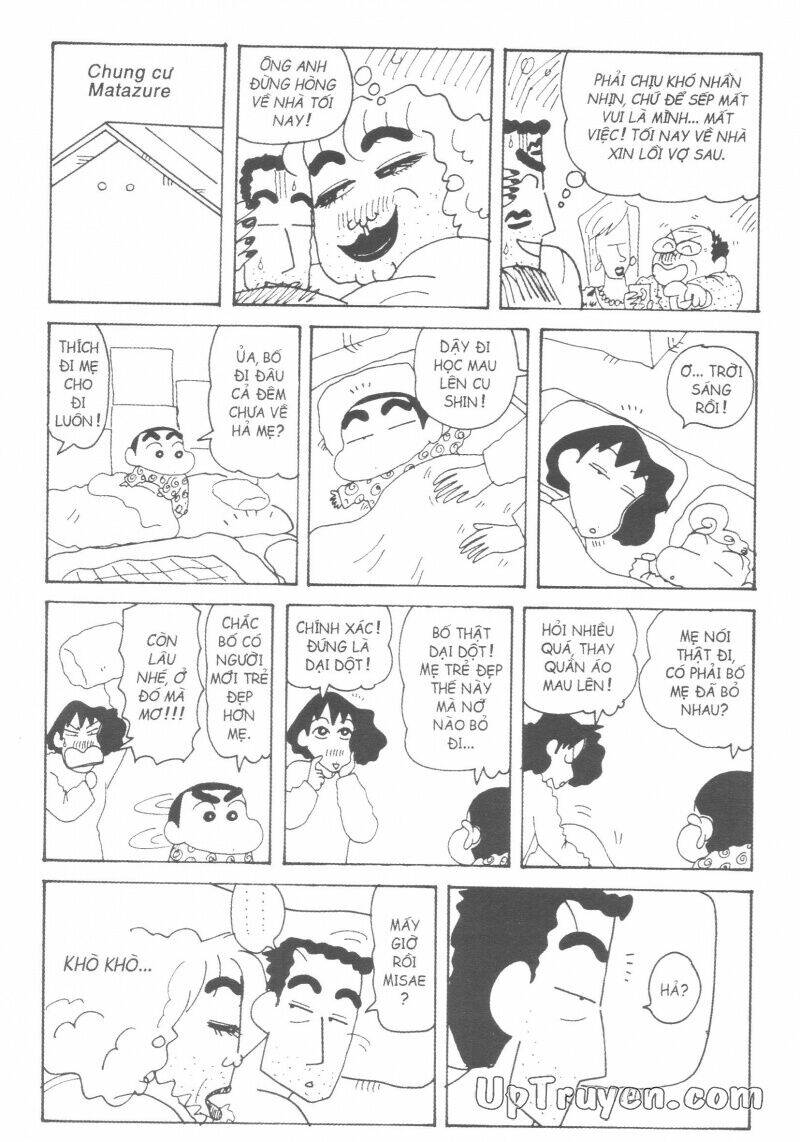 PHẢI CHỊU KHÓ NHẪN
NHỊN, CHỨ ĐỂ SẾP MẤT
VUI LÀ MÌNH... MẤT
VIỆC! TỐI NAY VỀ NHÀ
XIN LỖI VỢ SAU.
ÔNG ANH
ĐỪNG HÒNG
VỀ NHÀ TỐI
NAY!
Chung cư
Matazure
Ơ... TRỜI
SÁNG
RỒI!
DẬY ĐI
HỌC MAU
LÊN CU
SHIN!
ỦA, BỐ
ĐI ĐÂU
CẢ ĐÊM
CHƯA VỀ
HẢ MẸ?
THÍCH
ĐI MẸ
CHO
ĐI
LUÔN!
MẸ NÓI
THẬT ĐI,
CÓ PHẢI BỐ
MẸ ĐÃ BỎ
NHAU?
HỎI NHIỀU
QUÁ, THAY
QUẦN ÁO
MAU LÊN!
BỐ THẬT
DẠI DỘT!
MẸ TRẺ ĐẸP
THẾ NÀY
MÀ NỠ
NÀO BỎ
ĐI...
CHÍNH XÁC!
ĐÚNG LÀ
DẠI DỘT!
CHẮC
BỐ CÓ
NGƯỜI
MỚI TRẺ
ĐẸP
HƠN
MẸ.
CÒN
LÂU
NHÉ, Ở
ĐÓ MÀ
MƠ!!!
HẢ?
MẤY
GIỜ
RỒI
MISAE
?
KHÒ KHÒ...
UpTruyen.com